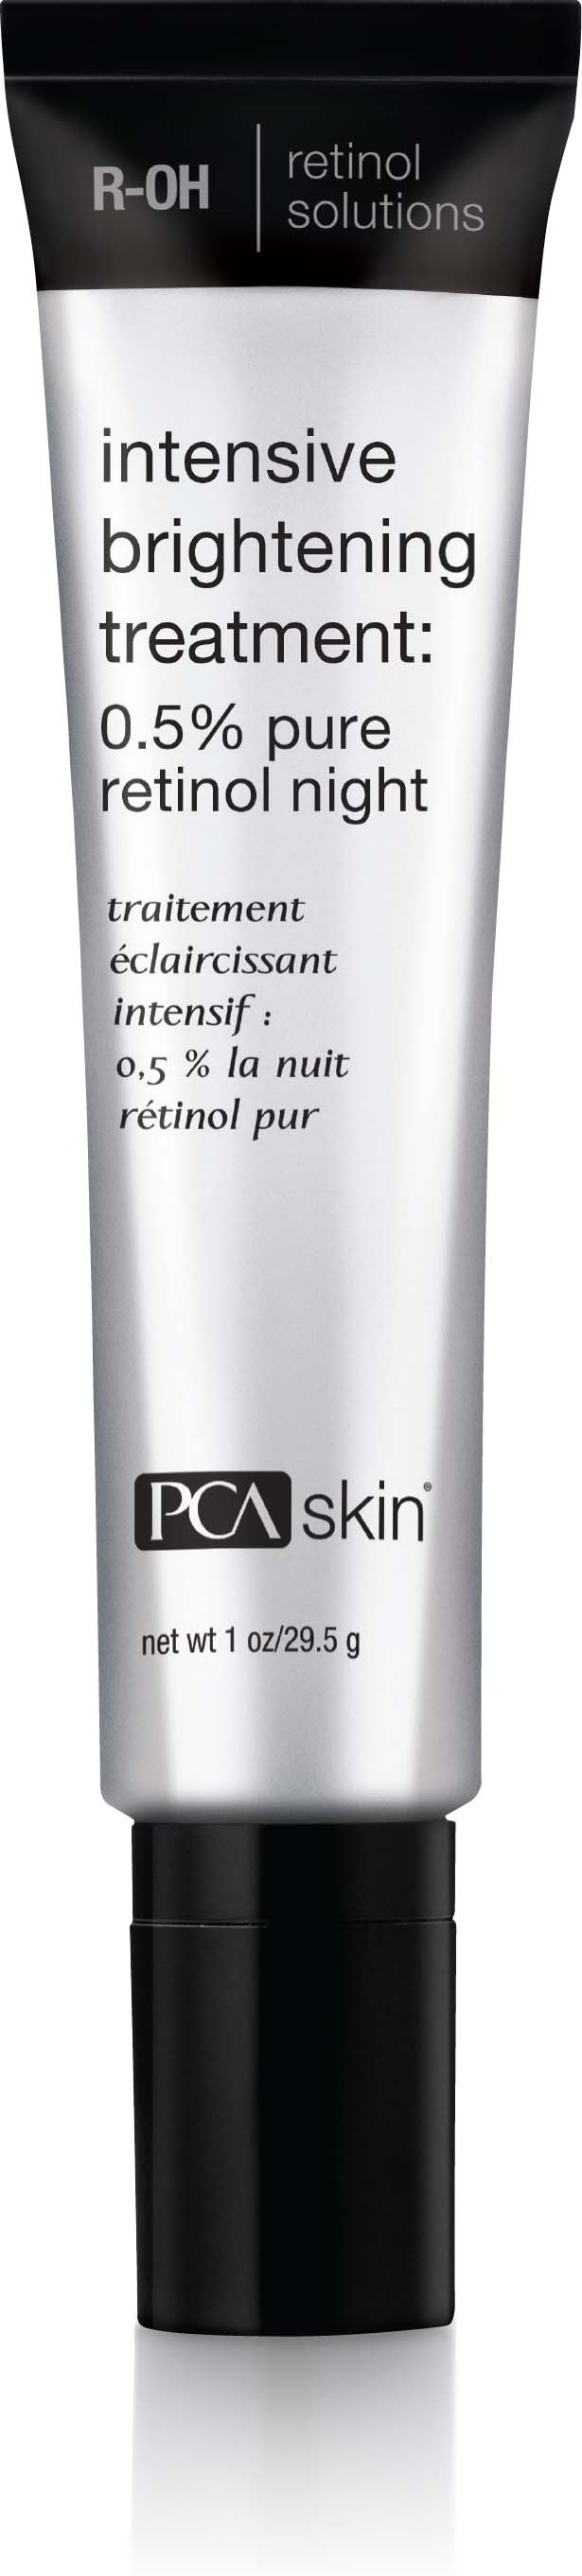 R-OH
retinol
solutions
intensive
brightening
treatment:
0.5% pure
retinol night
traitement
éclaircissant
intensif :
0,5 % la nuit
rétinol pur
PCA skin®
net wt 1 oz/29.5 g